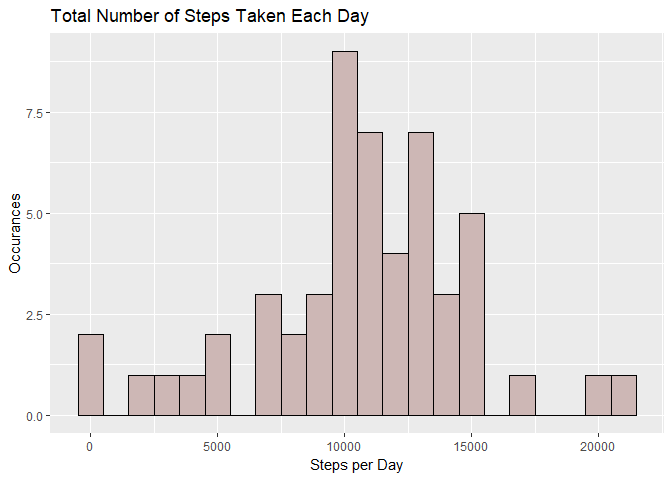 Total Number of Steps Taken Each Day
Occurances
7.5
5.0
2.5
0.0
0 5000 10000 15000 20000
Steps per Day